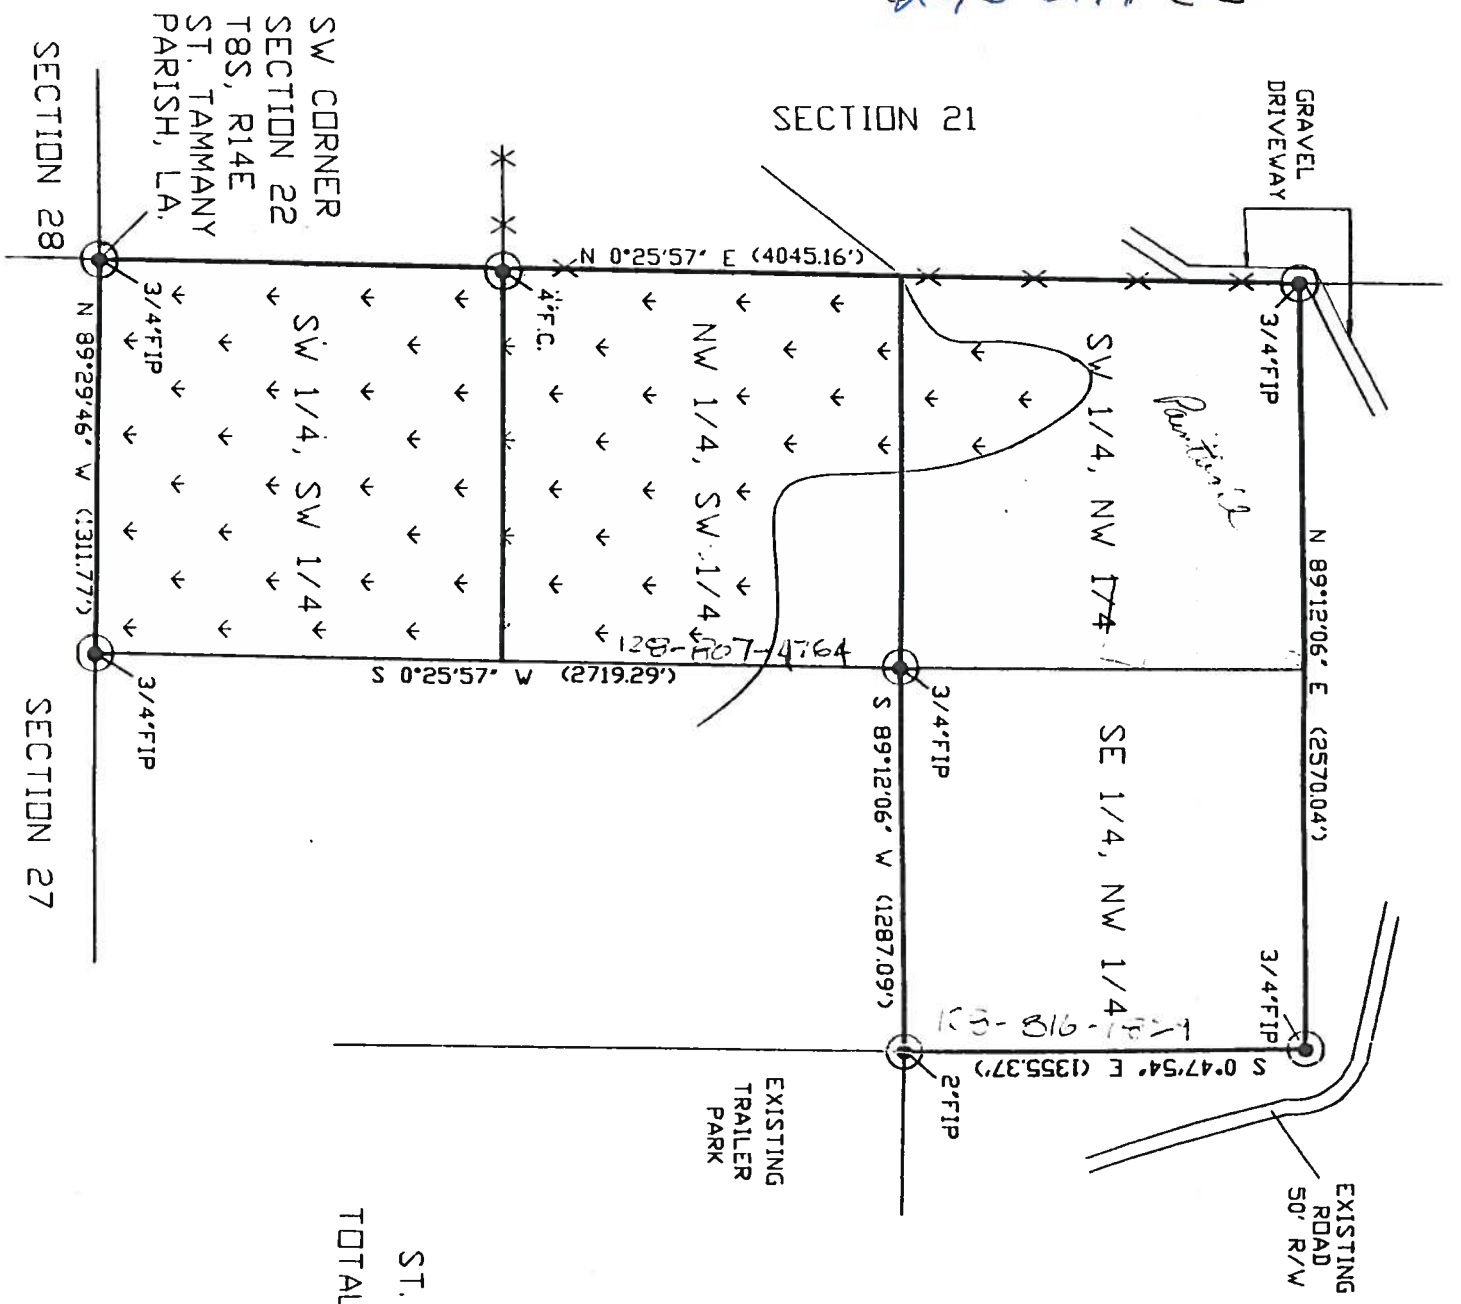 GRAVEL
DRIVEWAY
SECTION 21
SW CORNER
SECTION 22
T8S, R14E
ST. TAMMANY
PARISH, LA.
SECTION 28
N 0°25'57" E (4045.16')
3/4"FIP
4"F.C.
3/4"FIP
N 89°29'46" W (1311.77')
SW 1/4, SW 1/4
NW 1/4, SW 1/4
SW 1/4, NW 1/4
N 89°12'06" E (2570.04')
S 0°25'57" W (2719.29')
3/4"FIP
3/4"FIP
SECTION 27
S 89°12'06" W (1287.09')
SE 1/4, NW 1/4
3/4"FIP
S 0°47'54" E (1355.37')
2"FIP
EXISTING
TRAILER
PARK
EXISTING
ROAD
50' R/W
ST.
TOTAL